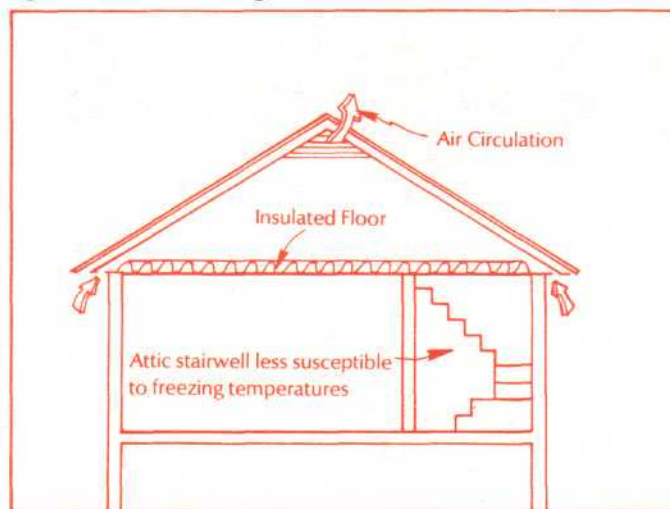 Air Circulation
Insulated Floor
Attic stairwell less susceptible
to freezing temperatures